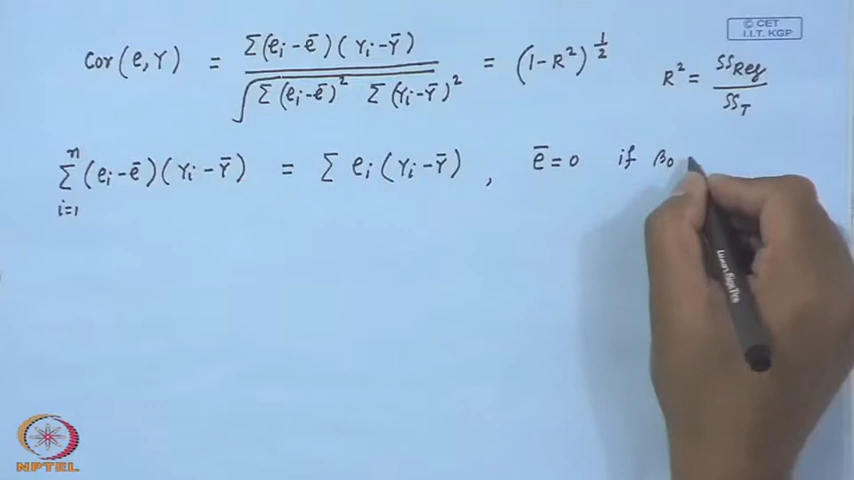 © CET
I.I.T. KGP
Cor(e, Y) = Σ(ei - ē)(Yi - Ȳ) / √Σ(ei - ē)² Σ(Yi - Ȳ)² = (1 - R²)^1/2
R² = SSReg / SST
n Σ i=1 (ei - ē)(Yi - Ȳ) = Σ ei (Yi - Ȳ) , ē = 0 if β0
NPTEL